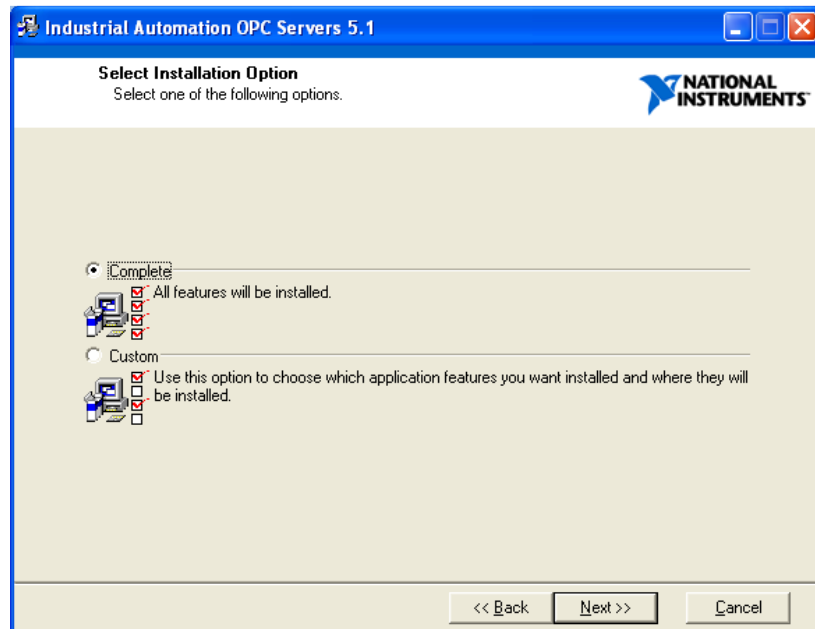 Industrial Automation OPC Servers 5.1
Select Installation Option
Select one of the following options.
NATIONAL
INSTRUMENTS™
Complete
All features will be installed.
Custom
Use this option to choose which application features you want installed and where they will
be installed.
<< Back
Next >>
Cancel